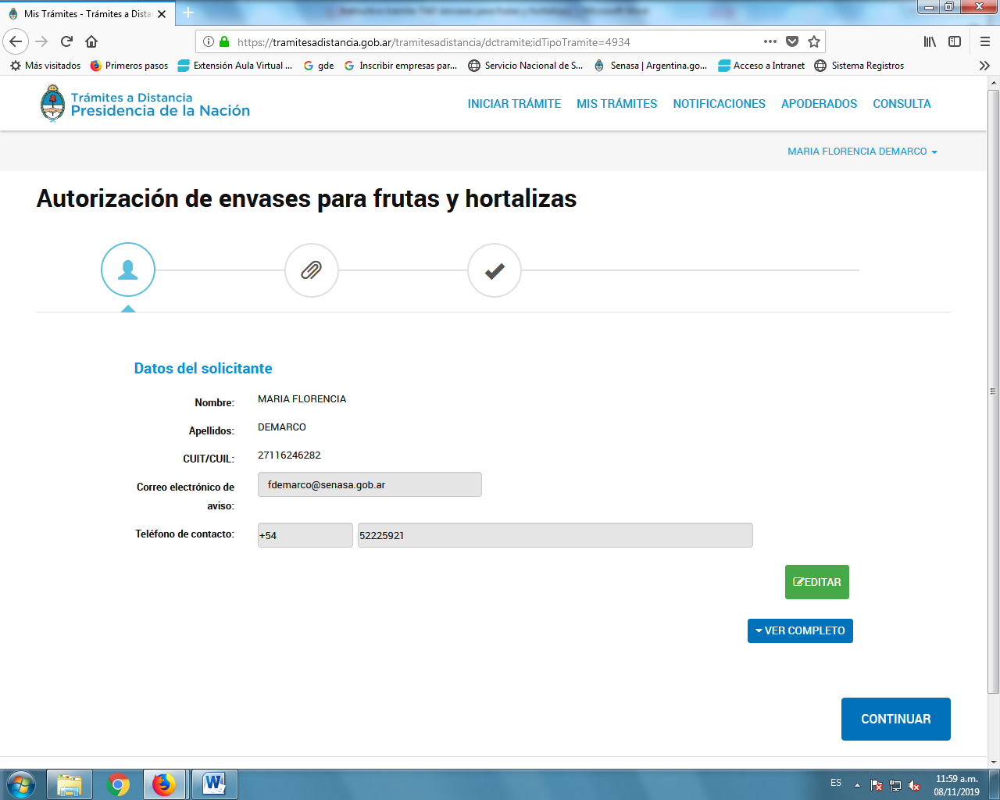 Mis Trámites - Trámites a Dista
https://tramitesadistancia.gob.ar/tramitesadistancia/dctramite;idTipoTramite=4934
Más visitados Primeros pasos Extensión Aula Virtual ... gde Inscribir empresas par... Servicio Nacional de S... Senasa | Argentina.go... Acceso a Intranet Sistema Registros
Trámites a Distancia
Presidencia de la Nación
INICIAR TRÁMITE MIS TRÁMITES NOTIFICACIONES APODERADOS CONSULTA
MARIA FLORENCIA DEMARCO
Autorización de envases para frutas y hortalizas
Datos del solicitante
Nombre: MARIA FLORENCIA
Apellidos: DEMARCO
CUIT/CUIL: 27116246282
Correo electrónico de
aviso:
fdemarco@senasa.gob.ar
Teléfono de contacto: +54 52225921
EDITAR
VER COMPLETO
CONTINUAR
ES
11:59 a.m.
08/11/2019